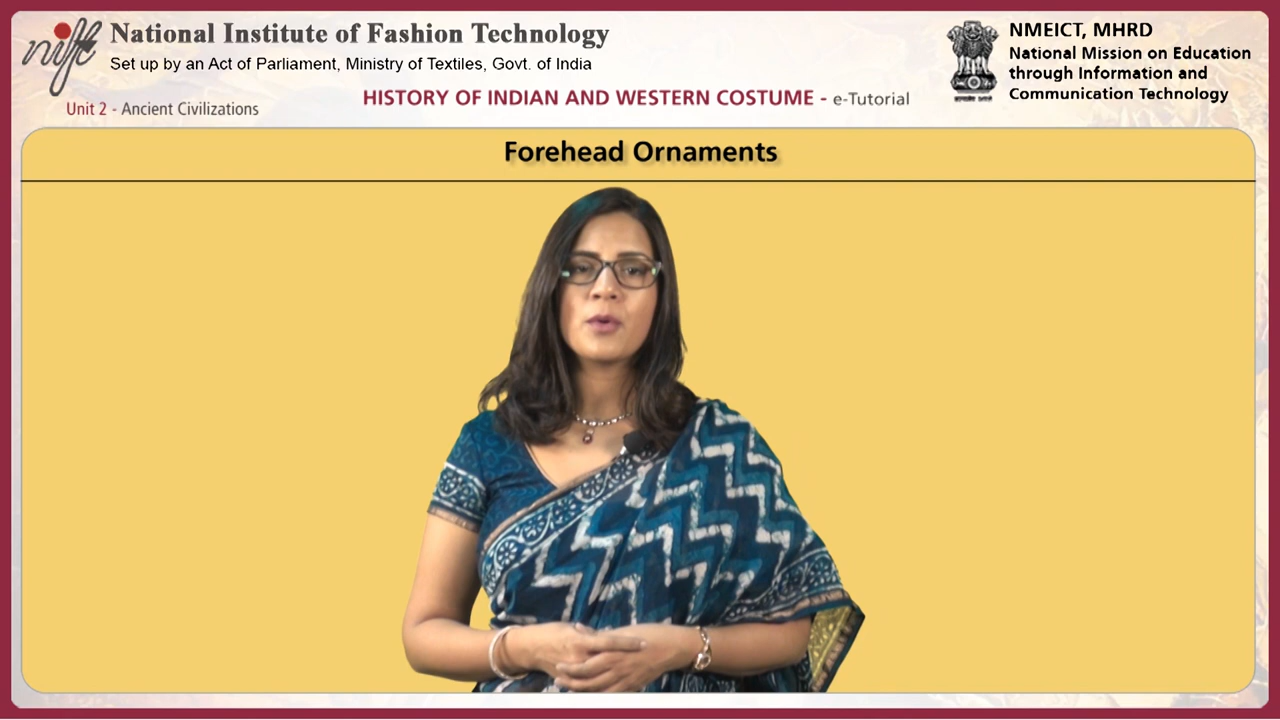 nift
National Institute of Fashion Technology
Set up by an Act of Parliament, Ministry of Textiles, Govt. of India
Unit 2 - Ancient Civilizations
HISTORY OF INDIAN AND WESTERN COSTUME - e-Tutorial
NMEICT, MHRD
National Mission on Education
through Information and
Communication Technology
Forehead Ornaments